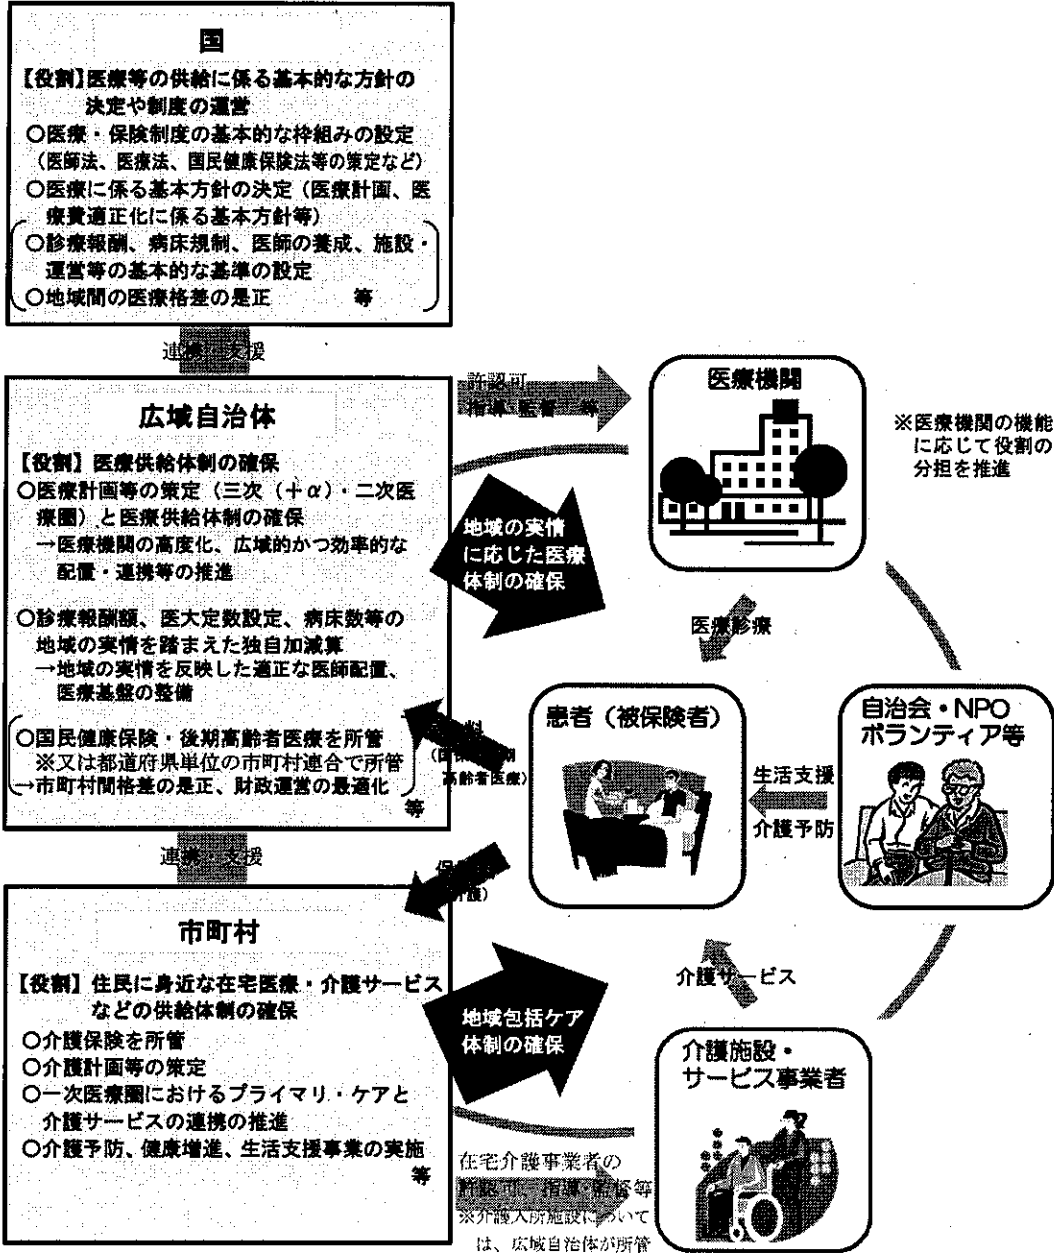 国
【役割】医療等の供給に係る基本的な方針の
決定や制度の運営
○医療・保険制度の基本的な枠組みの設定
(医師法、医療法、国民健康保険法等の策定など)
○医療に係る基本方針の決定(医療計画、医
療費適正化に係る基本方針等)
○診療報酬、病床規制、医師の養成、施設・
運営等の基本的な基準の設定
○地域間の医療格差の是正 等
連携・支援
広域自治体
【役割】医療供給体制の確保
○医療計画等の策定(三次(+α)・二次医
療圏)と医療供給体制の確保
→医療機関の高度化、広域的かつ効率的な
配置・連携等の推進
○診療報酬額、医大定数設定、病床数等の
地域の実情を踏まえた独自加減算
→地域の実情を反映した適正な医師配置、
医療基盤の整備
○国民健康保険・後期高齢者医療を所管
※又は都道府県単位の市町村連合で所管
→市町村間格差の是正、財政運営の最適化
等
連携・支援
市町村
【役割】住民に身近な在宅医療・介護サービス
などの供給体制の確保
○介護保険を所管
○介護計画等の策定
○一次医療圏におけるプライマリ・ケアと
介護サービスの連携の推進
○介護予防、健康増進、生活支援事業の実施
等
許認可
指導・監督 等
地域の実情
に応じた医療
体制の確保
医療機関
※医療機関の機能
に応じて役割の
分担を推進
医療診療
料
高齢者医療)
患者(被保険者)
自治会・NPO
ボランティア等
生活支援
介護予防
介護サービス
地域包括ケア
体制の確保
介護施設・
サービス事業者
在宅介護事業者の
許認可、指導・監督等
※介護入所施設については
は、広域自治体が所管